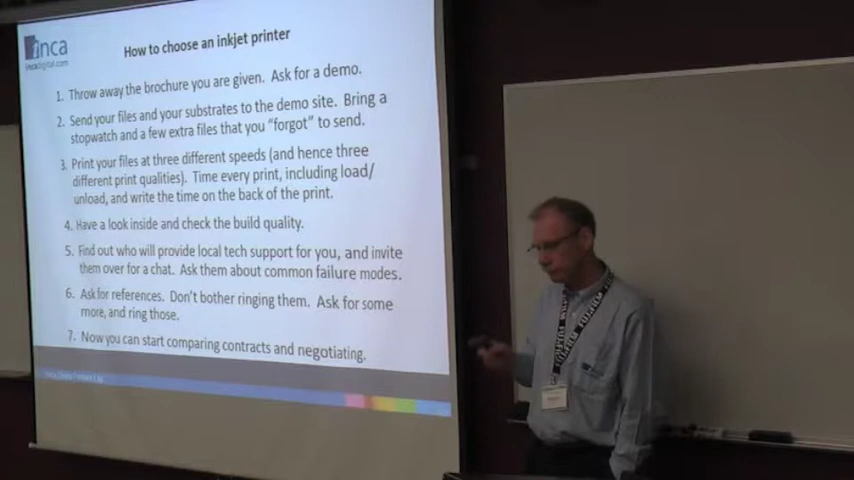 inca
incadigital.com
How to choose an inkjet printer
1. Throw away the brochure you are given. Ask for a demo.
2. Send your files and your substrates to the demo site. Bring a
stopwatch and a few extra files that you “forgot” to send.
3. Print your files at three different speeds (and hence three
different print qualities). Time every print, including load/
unload, and write the time on the back of the print.
4. Have a look inside and check the build quality.
5. Find out who will provide local tech support for you, and invite
them over for a chat. Ask them about common failure modes.
6. Ask for references. Don’t bother ringing them. Ask for some
more, and ring those.
7. Now you can start comparing contracts and negotiating.
FUJIFILM